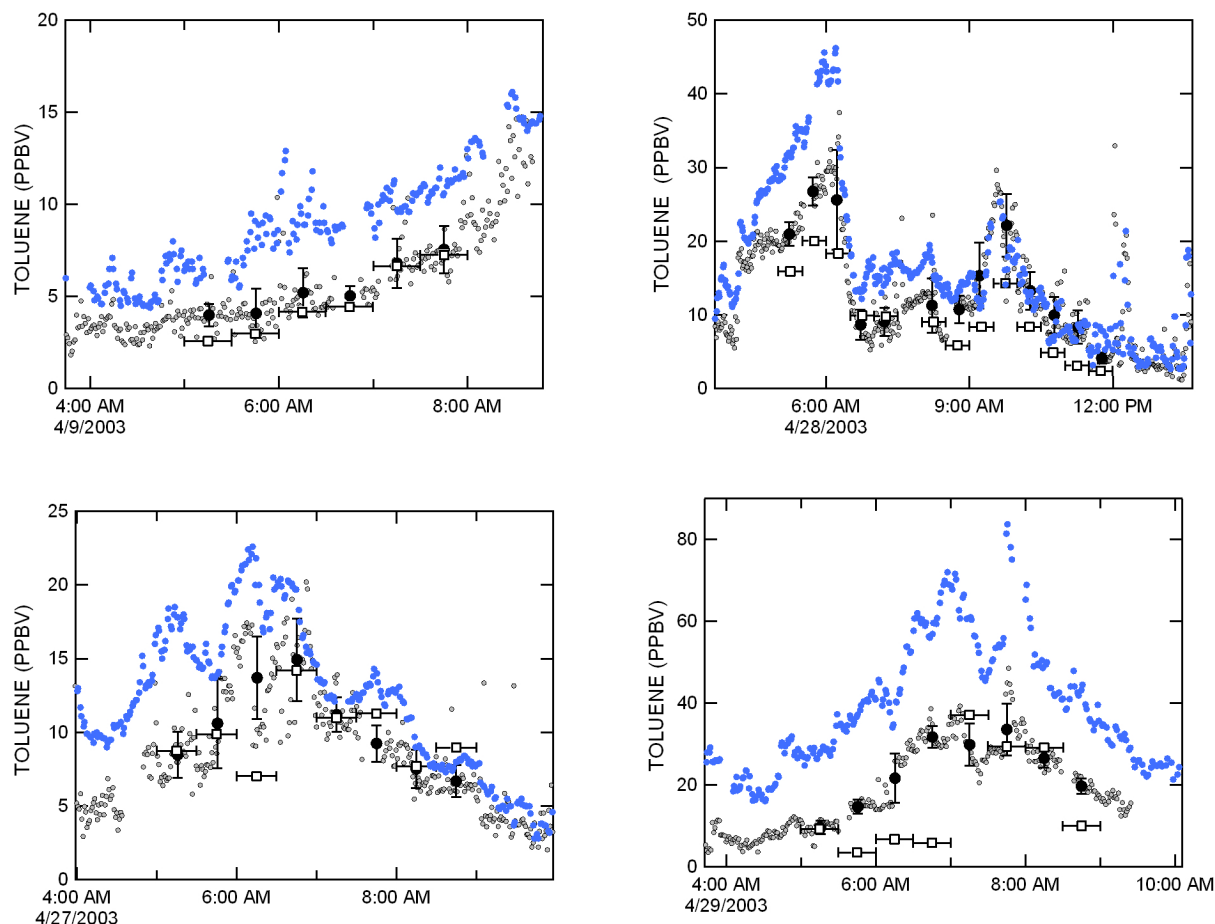 20
15
10
5
0
TOLUENE (PPBV)
4:00 AM
6:00 AM
8:00 AM
4/9/2003
50
40
30
20
10
0
TOLUENE (PPBV)
6:00 AM
9:00 AM
12:00 PM
4/28/2003
25
20
15
10
5
0
TOLUENE (PPBV)
4:00 AM
6:00 AM
8:00 AM
4/27/2003
80
60
40
20
0
TOLUENE (PPBV)
4:00 AM
6:00 AM
8:00 AM
10:00 AM
4/29/2003